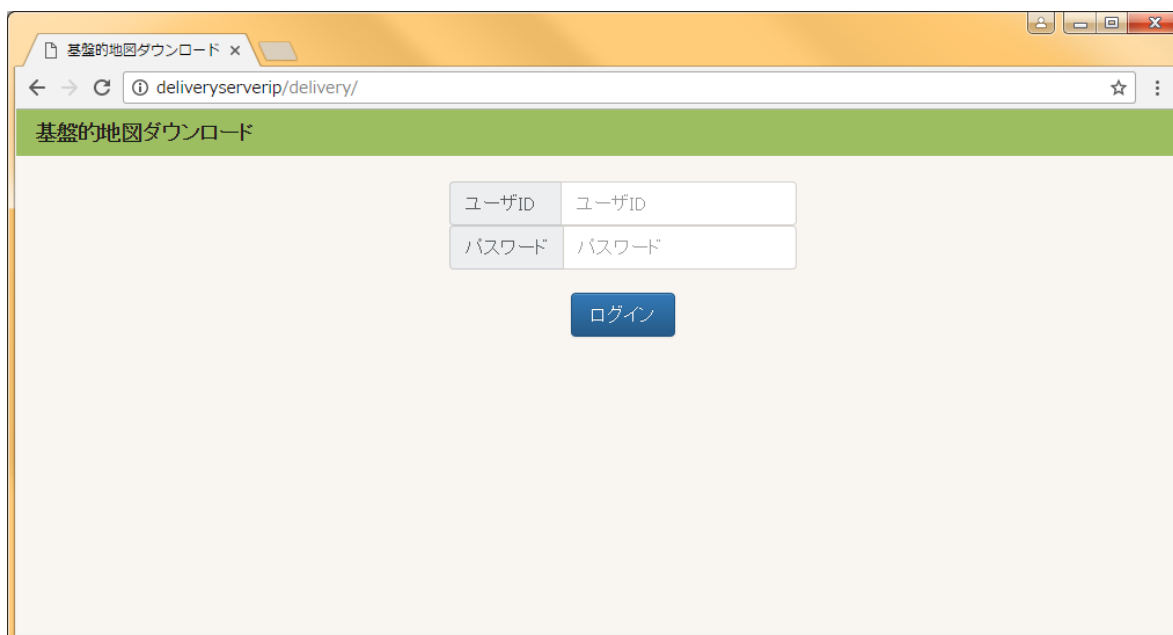 基盤的地図ダウンロード
deliveryserverip/delivery/
基盤的地図ダウンロード
ユーザID ユーザID
パスワード パスワード
ログイン